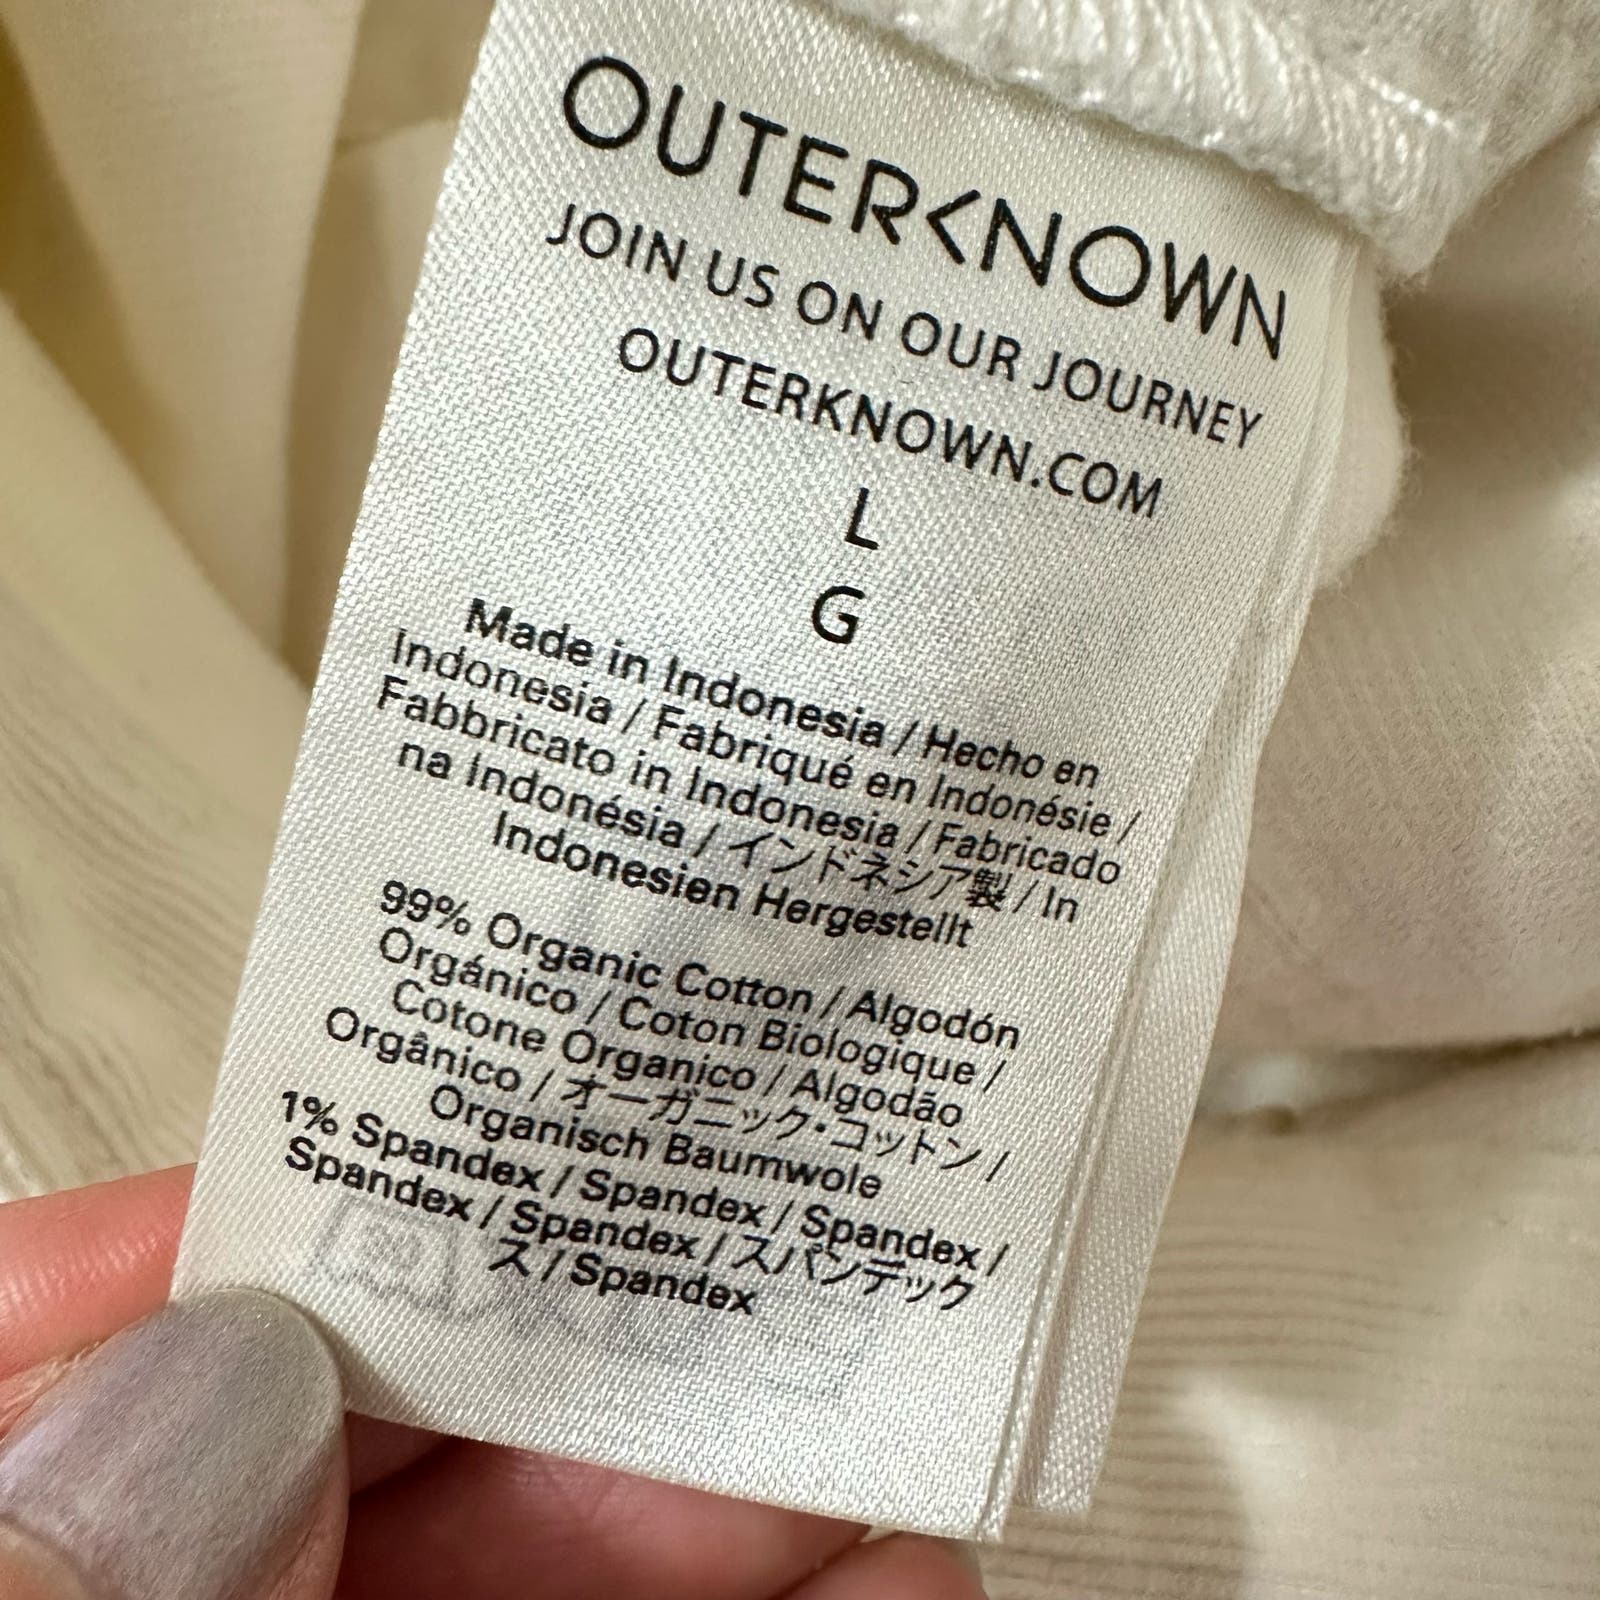 OUTERKNOWN
JOIN US ON OUR JOURNEY
OUTERKNOWN.COM
L
G
Made in Indonesia / Hecho en
Indonesia / Fabriqué en Indonésie /
Fabbricato in Indonesia / Fabricado
na Indonésia / インドネシア製 / In
Indonesien Hergestellt
99% Organic Cotton / Algodón
Orgánico / Coton Biologique /
Cotone Organico / Algodão
Orgânico / オーガニック・コットン /
Organisch Baumwole
1% Spandex / Spandex / Spandex /
Spandex / Spandex / スパンデック
ス / Spandex